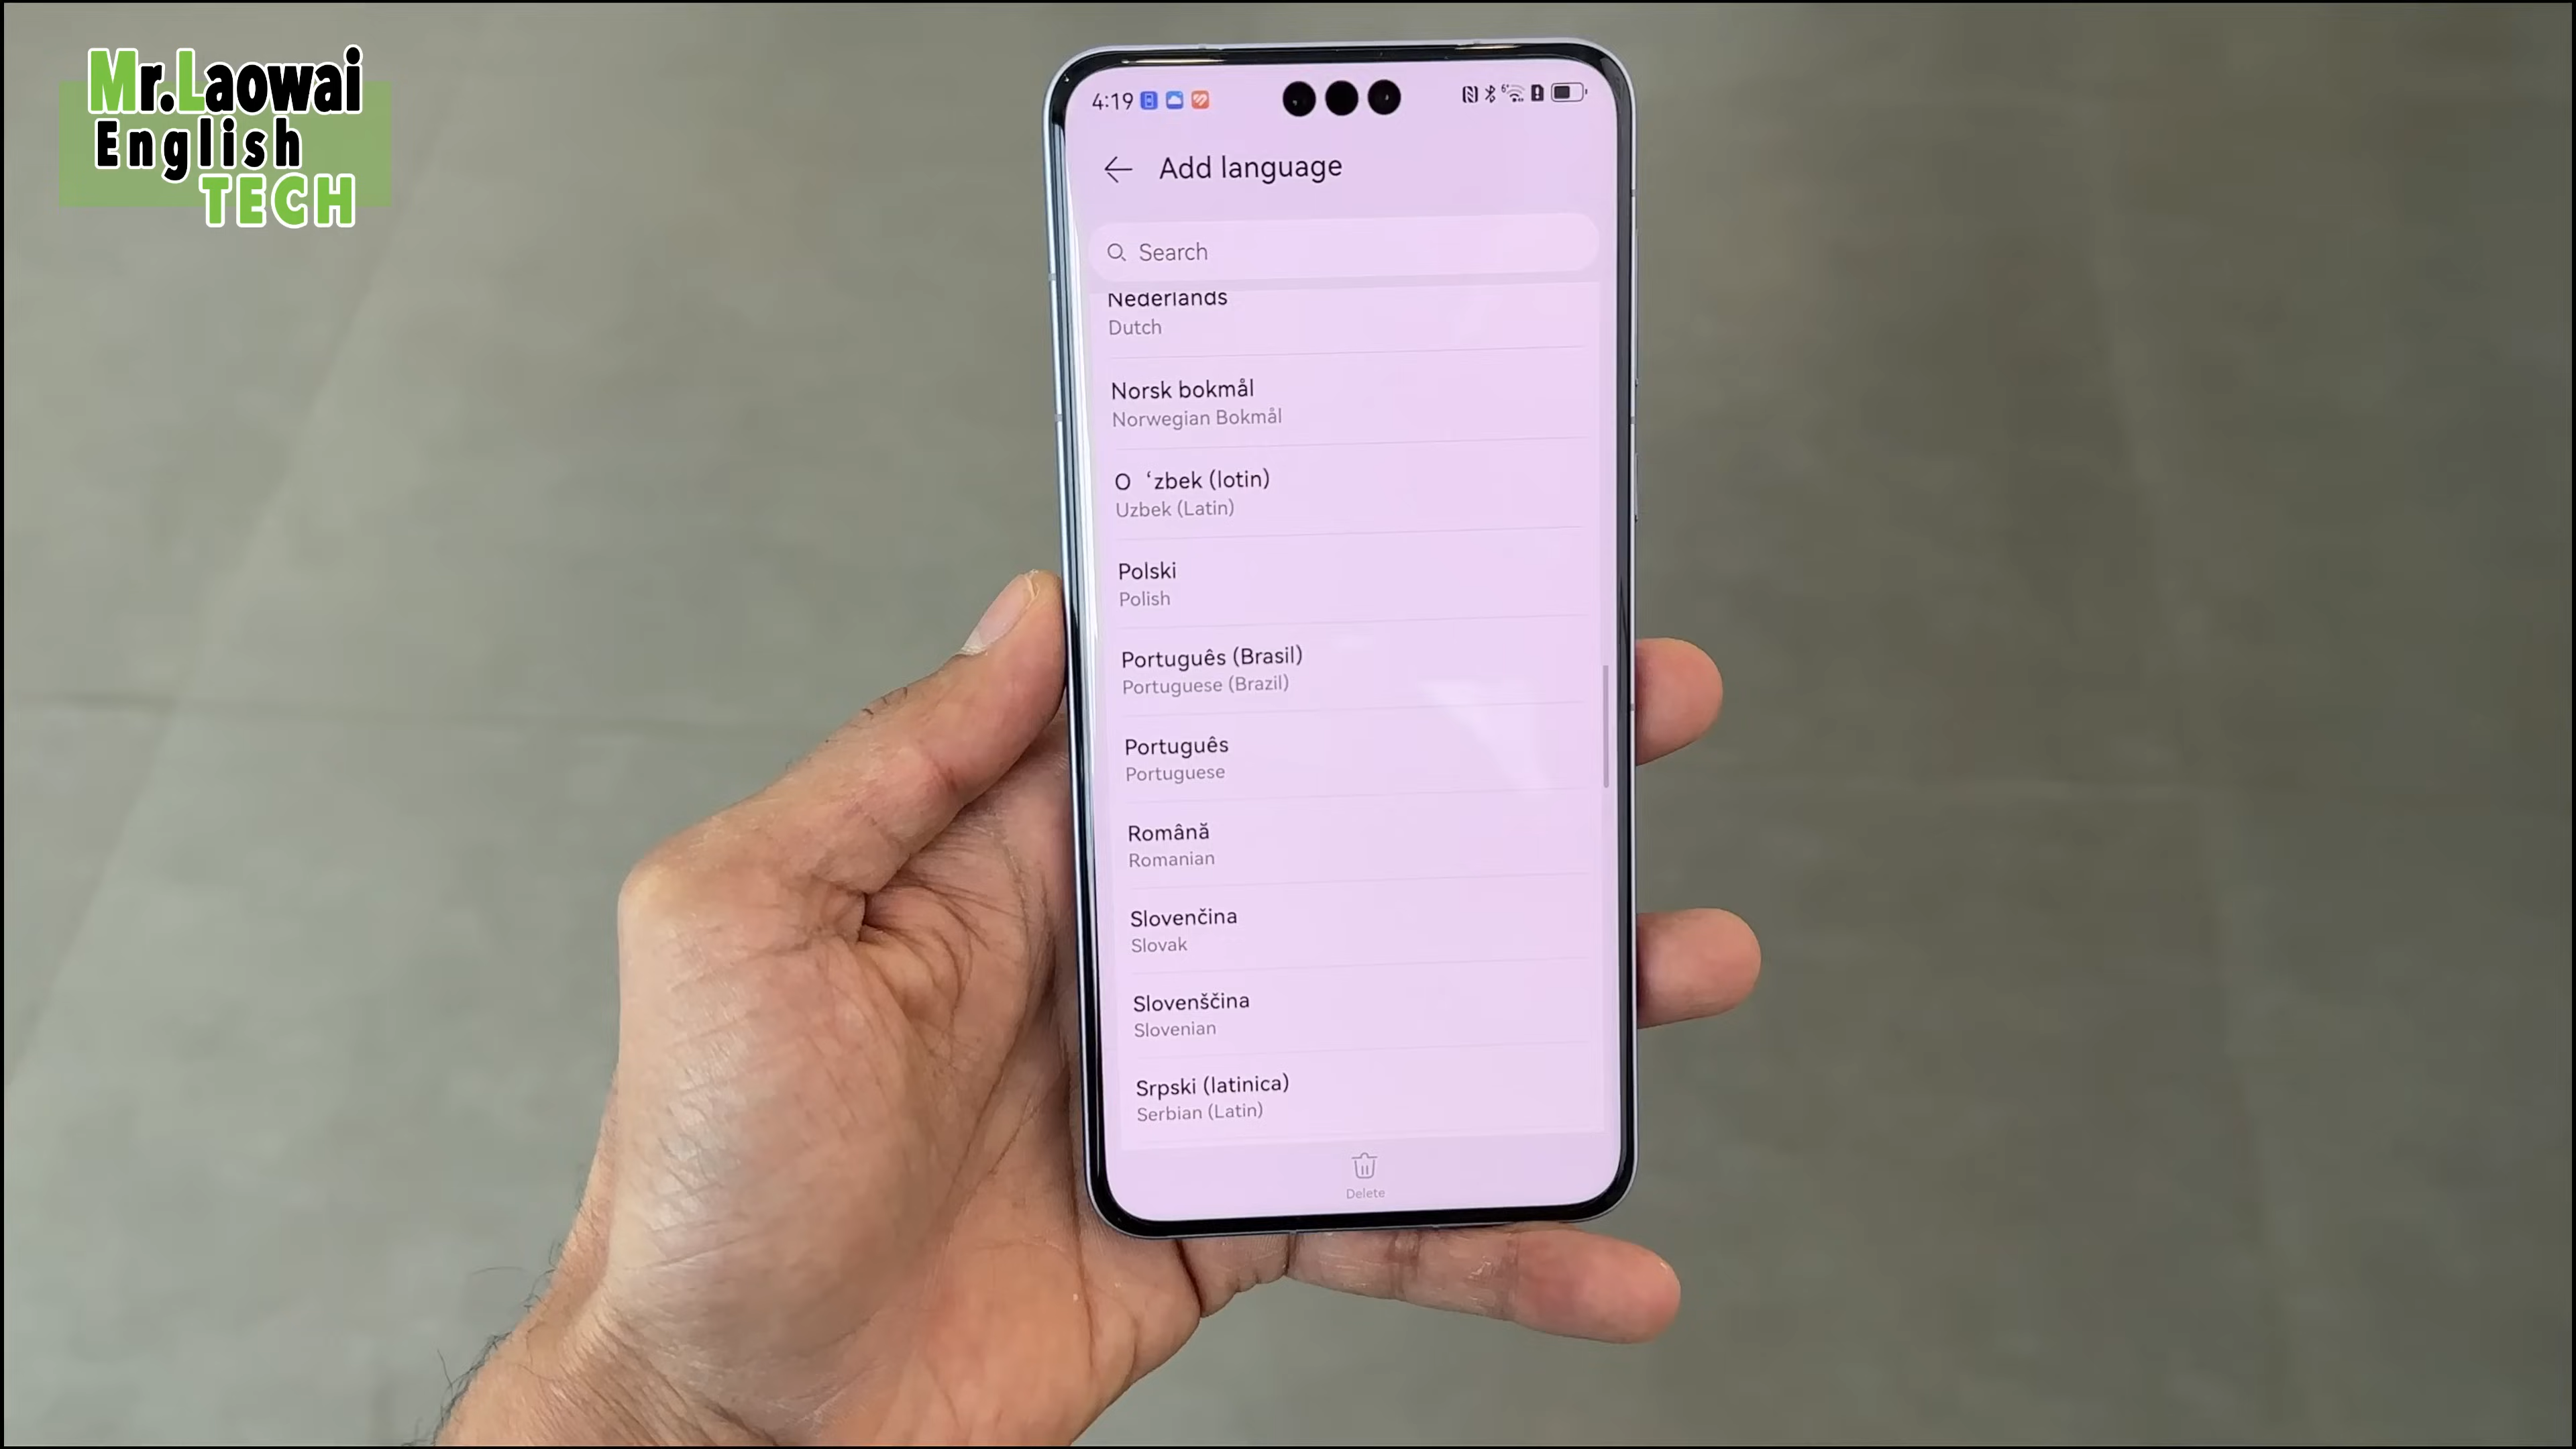 Mr.Laowai
English
TECH
4:19
Add language
Search
Nederlands
Dutch
Norsk bokmål
Norwegian Bokmål
O ‘zbek (lotin)
Uzbek (Latin)
Polski
Polish
Português (Brasil)
Portuguese (Brazil)
Português
Portuguese
Română
Romanian
Slovenčina
Slovak
Slovenščina
Slovenian
Srpski (latinica)
Serbian (Latin)
Delete